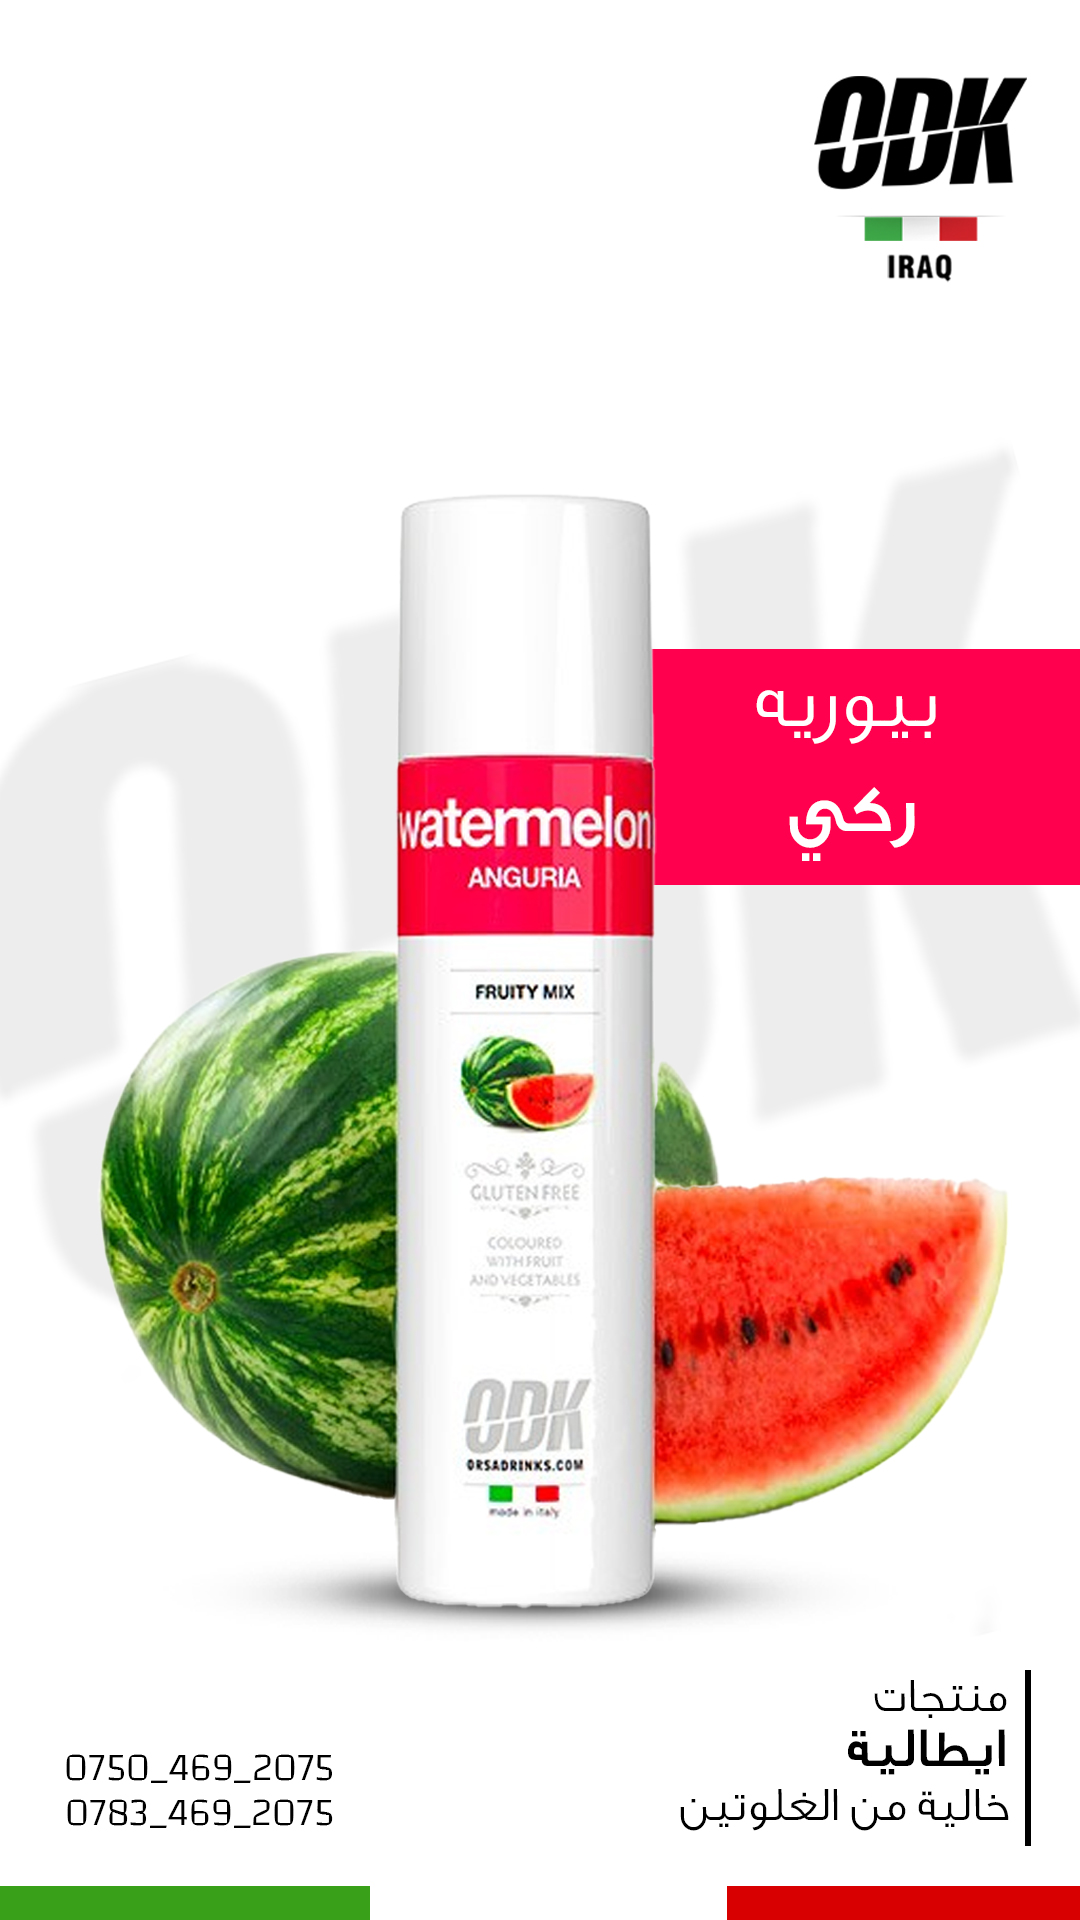 ODK
IRAQ
بيوريه
ركي
watermelon
ANGURIA
FRUITY MIX
GLUTEN FREE
COLOURED
WITH FRUIT
AND VEGETABLES
ODK
ORSADRINKS.COM
made in italy
منتجات
ايطالية
خالية من الغلوتين
0750_469_2075
0783_469_2075